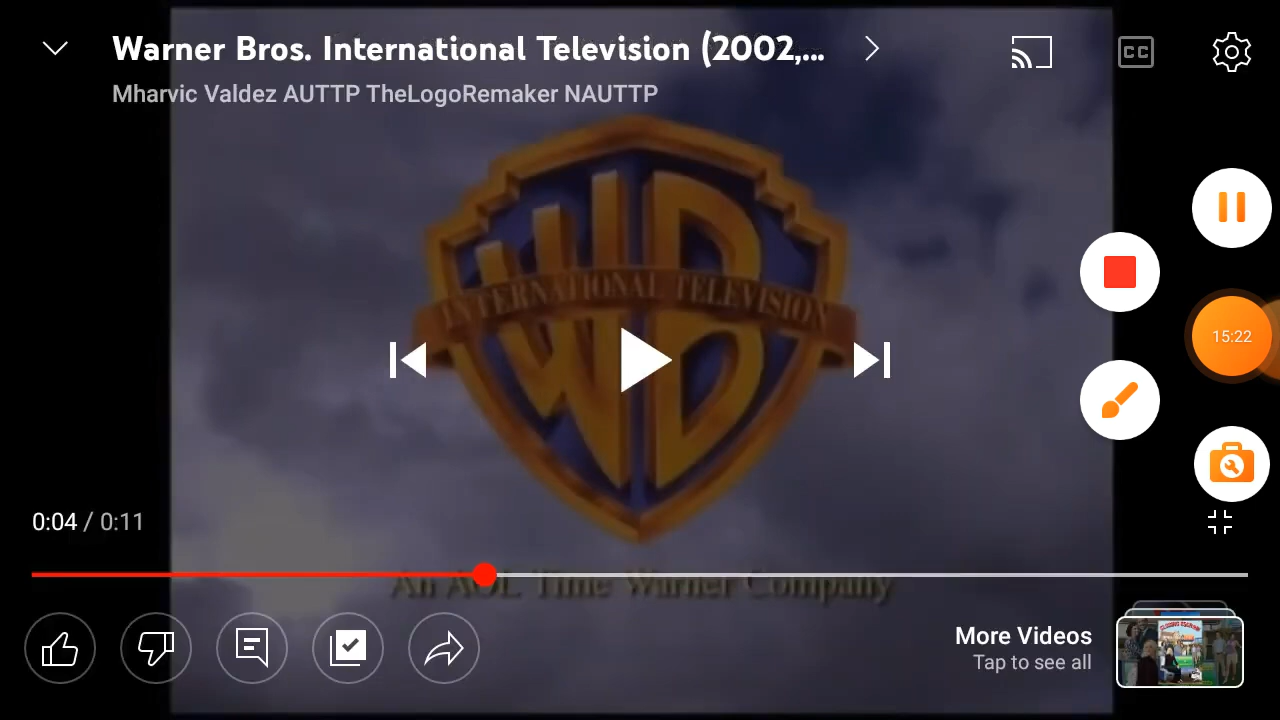 Warner Bros. International Television (2002,...
CC
Mharvic Valdez AUTTP TheLogoRemaker NAUTTP
WB
INTERNATIONAL TELEVISION
15:22
0:04 / 0:11
An AOL Time Warner Company
More Videos
Tap to see all